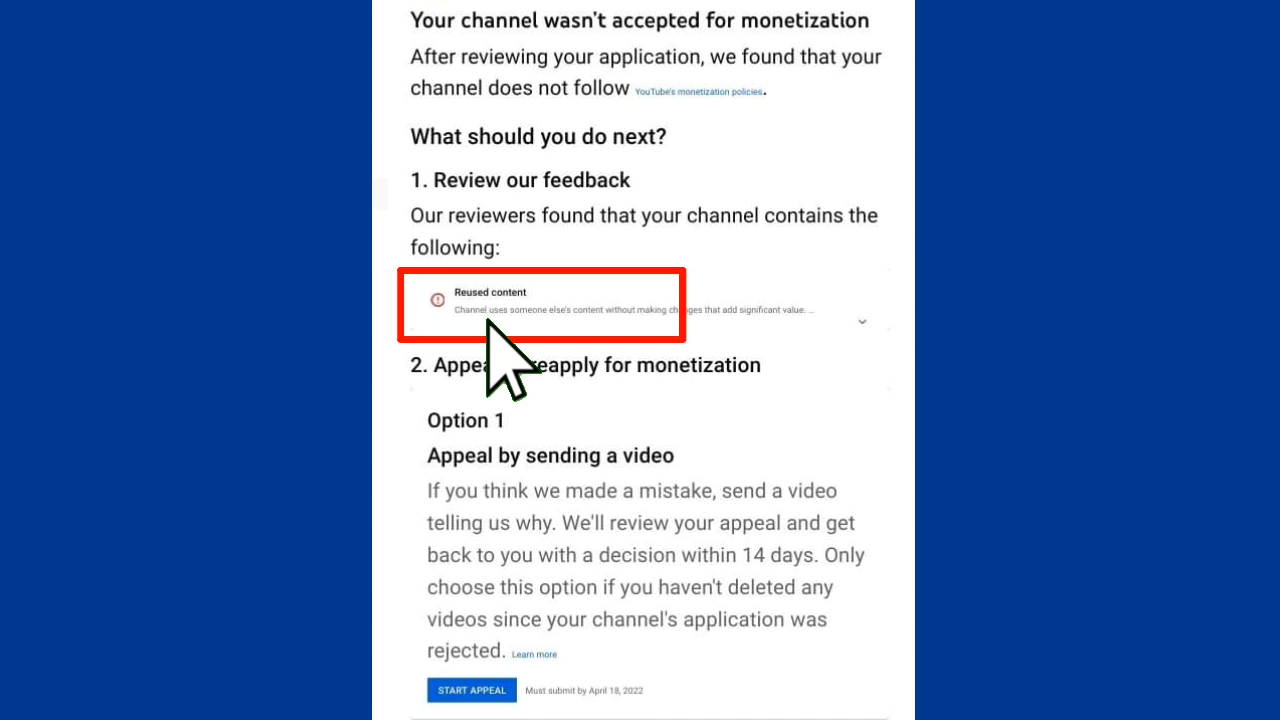 Your channel wasn't accepted for monetization
After reviewing your application, we found that your
channel does not follow YouTube's monetization policies.
What should you do next?
1. Review our feedback
Our reviewers found that your channel contains the
following:
Reused content
Channel uses someone else's content without making changes that add significant value. ...
2. Appeal reapply for monetization
Option 1
Appeal by sending a video
If you think we made a mistake, send a video
telling us why. We'll review your appeal and get
back to you with a decision within 14 days. Only
choose this option if you haven't deleted any
videos since your channel's application was
rejected. Learn more
START APPEAL Must submit by April 18, 2022